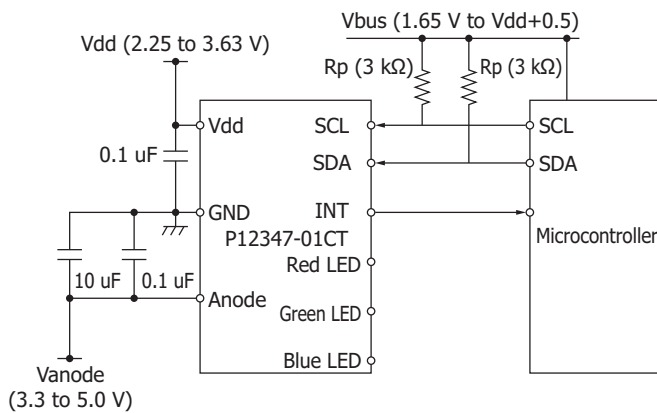 Vbus (1.65 V to Vdd+0.5)
Vdd (2.25 to 3.63 V)
Rp (3 kΩ)
Rp (3 kΩ)
Vdd
SCL
SCL
0.1 uF
SDA
SDA
GND
INT
P12347-01CT
Microcontroller
Red LED
10 uF
0.1 uF
Anode
Green LED
Blue LED
Vanode
(3.3 to 5.0 V)